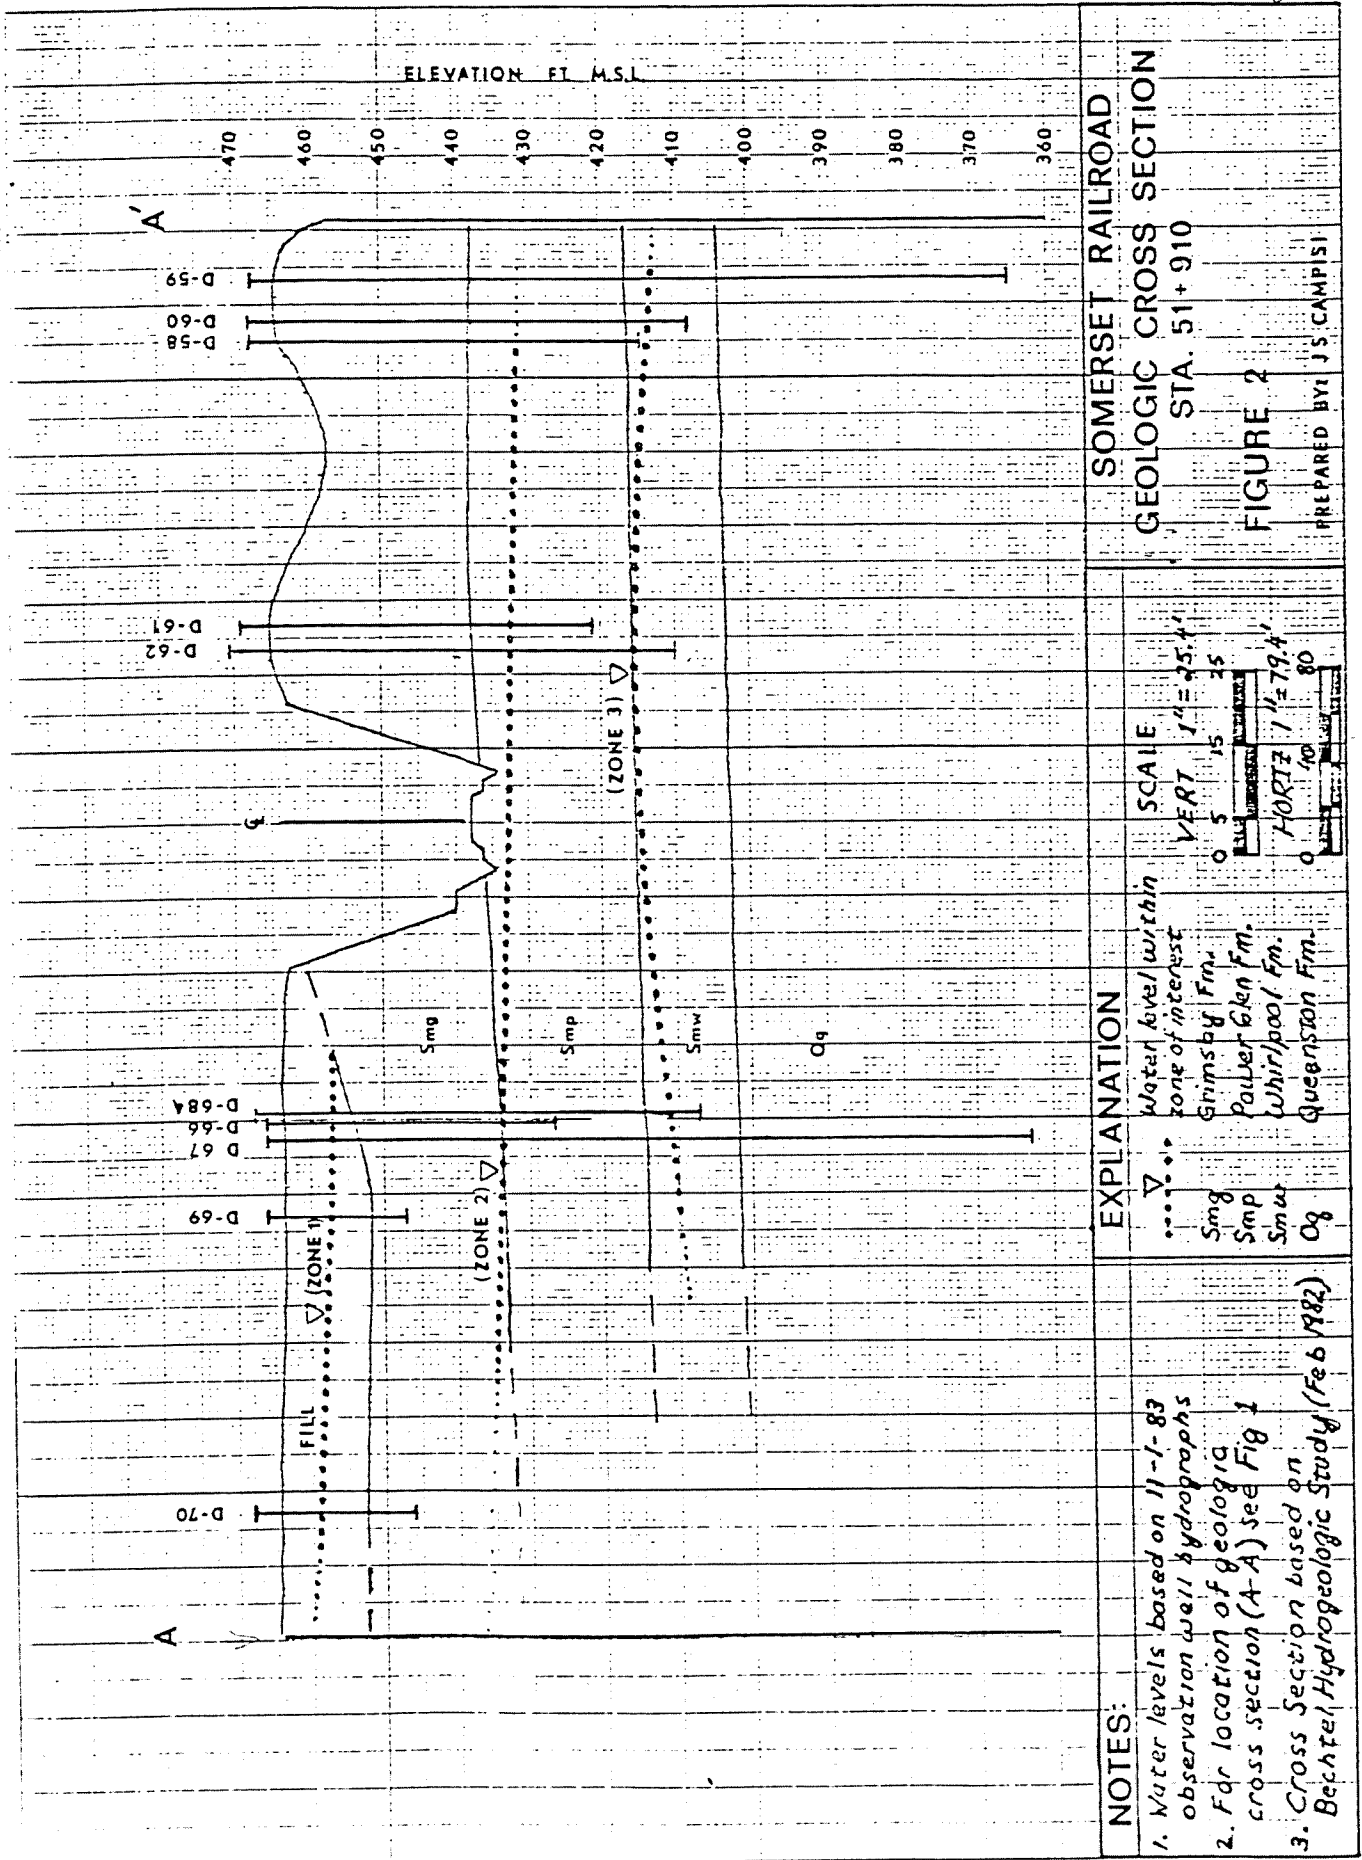 ELEVATION FT. M.S.L.
470
460
450
440
430
420
410
400
390
380
370
360
A
A'
D-70
D-69
D-67
D-66
D-68A
D-62
D-61
D-58
D-60
D-59
℄
FILL
▽ (ZONE 1)
(ZONE 2) ▽
(ZONE 3) ▽
Smg
Smp
Smw
Oq
NOTES:
1. Water levels based on 11-1-83
observation well hydrographs
2. For location of geologic
cross section (A-A) see Fig 1
3. Cross Section based on
Bechtel Hydrogeologic Study (Feb 1982)
EXPLANATION
▽ Water level within
....... zone of interest
Smg Grimsby Fm.
Smp Power Glen Fm.
Smw Whirlpool Fm.
Oq Queenston Fm.
SCALE
VERT 1"=25.4'
0 5 15 25
HORTZ 1"=79.4'
0 40 80
SOMERSET RAILROAD
GEOLOGIC CROSS SECTION
STA. 51+910
FIGURE 2
PREPARED BY: JS CAMPISI